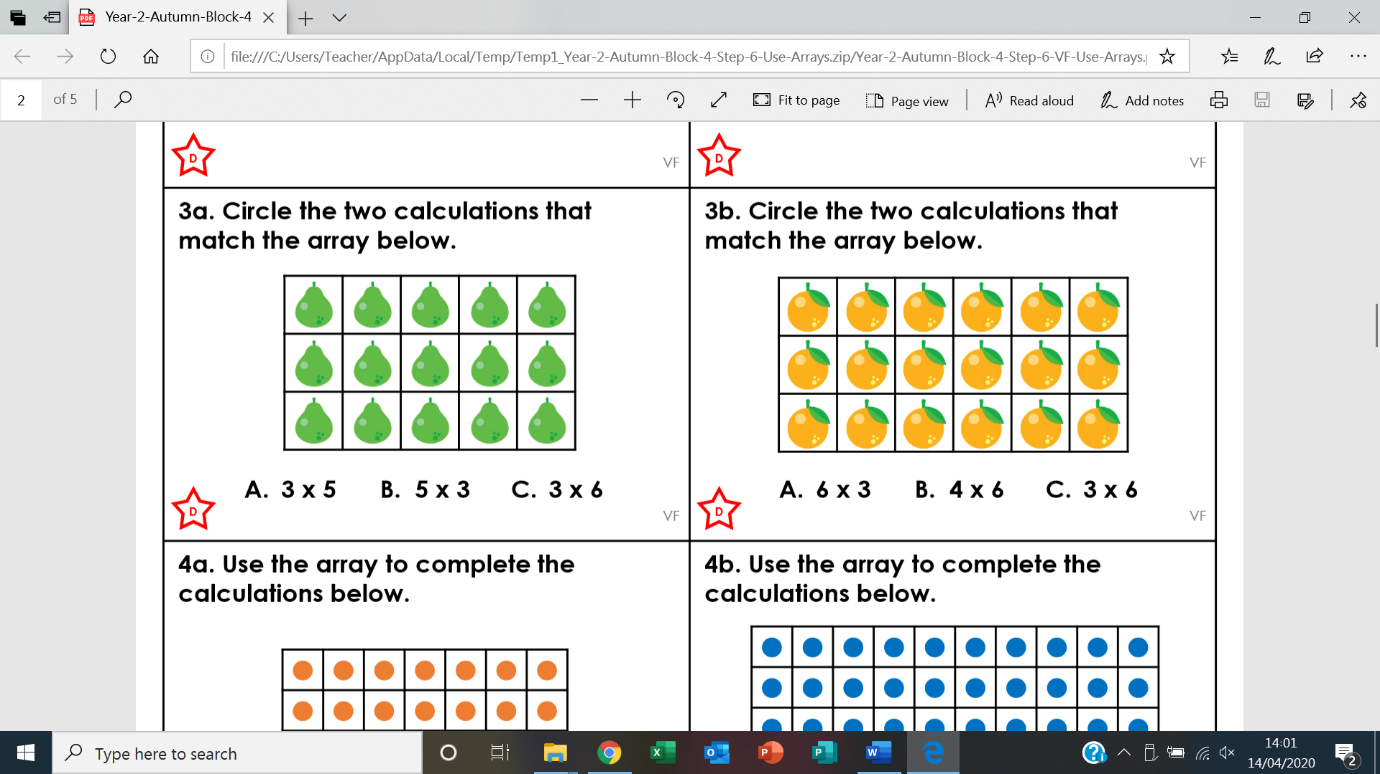 Year-2-Autumn-Block-4
file:///C:/Users/Teacher/AppData/Local/Temp/Temp1_Year-2-Autumn-Block-4-Step-6-Use-Arrays.zip/Year-2-Autumn-Block-4-Step-6-VF-Use-Arrays.
2 of 5
Fit to page
Page view
Read aloud
Add notes
D VF
D VF
3a. Circle the two calculations that
match the array below.
A. 3 x 5 B. 5 x 3 C. 3 x 6
D VF
3b. Circle the two calculations that
match the array below.
A. 6 x 3 B. 4 x 6 C. 3 x 6
D VF
4a. Use the array to complete the
calculations below.
4b. Use the array to complete the
calculations below.
Type here to search
14:01
14/04/2020
2